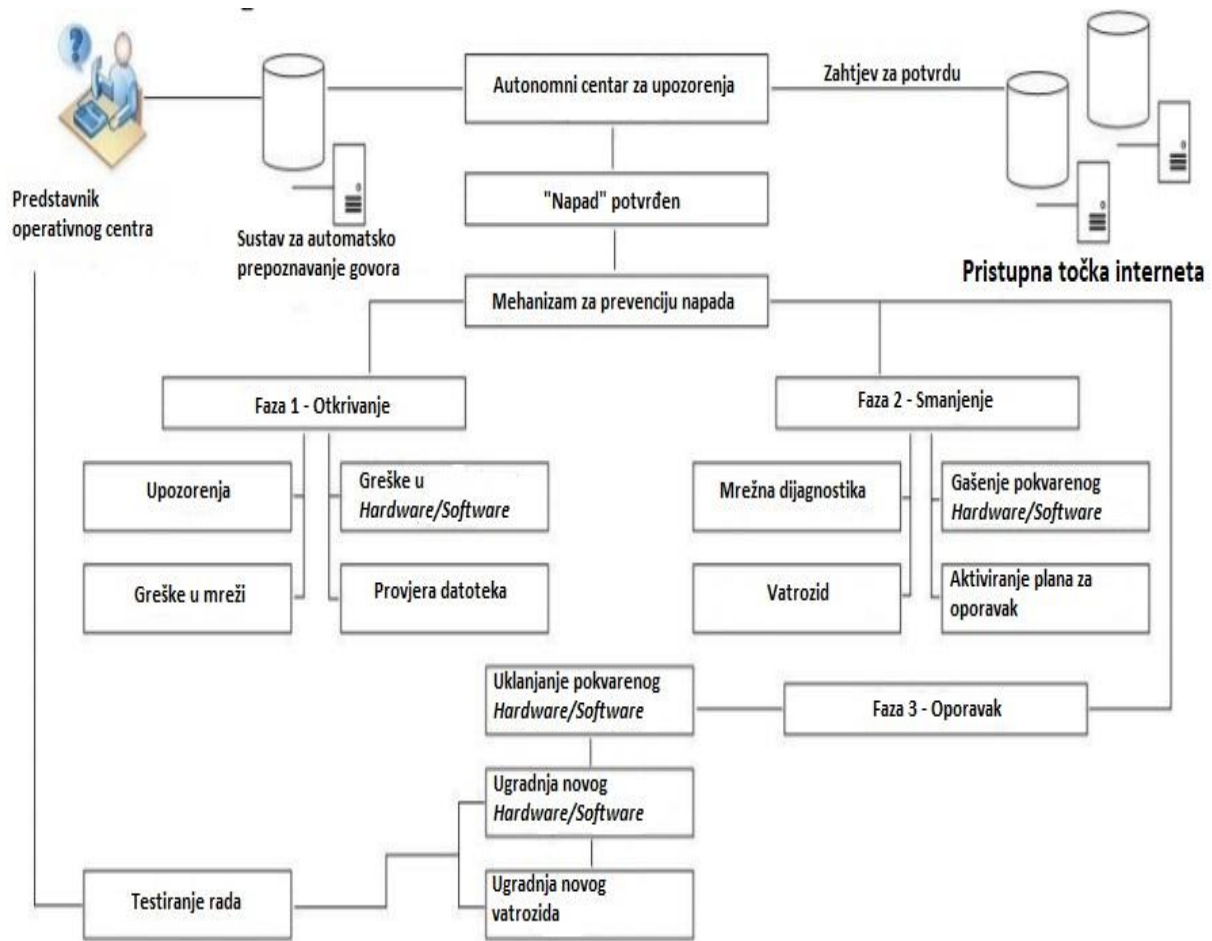 Autonomni centar za upozorenja
Zahtjev za potvrdu
Predstavnik
operativnog centra
Sustav za automatsko
prepoznavanje govora
"Napad" potvrđen
Pristupna točka interneta
Mehanizam za prevenciju napada
Faza 1 - Otkrivanje
Faza 2 - Smanjenje
Upozorenja
Greške u
Hardware/Software
Mrežna dijagnostika
Gašenje pokvarenog
Hardware/Software
Greške u mreži
Provjera datoteka
Vatrozid
Aktiviranje plana za
oporavak
Uklanjanje pokvarenog
Hardware/Software
Faza 3 - Oporavak
Ugradnja novog
Hardware/Software
Testiranje rada
Ugradnja novog
vatrozida